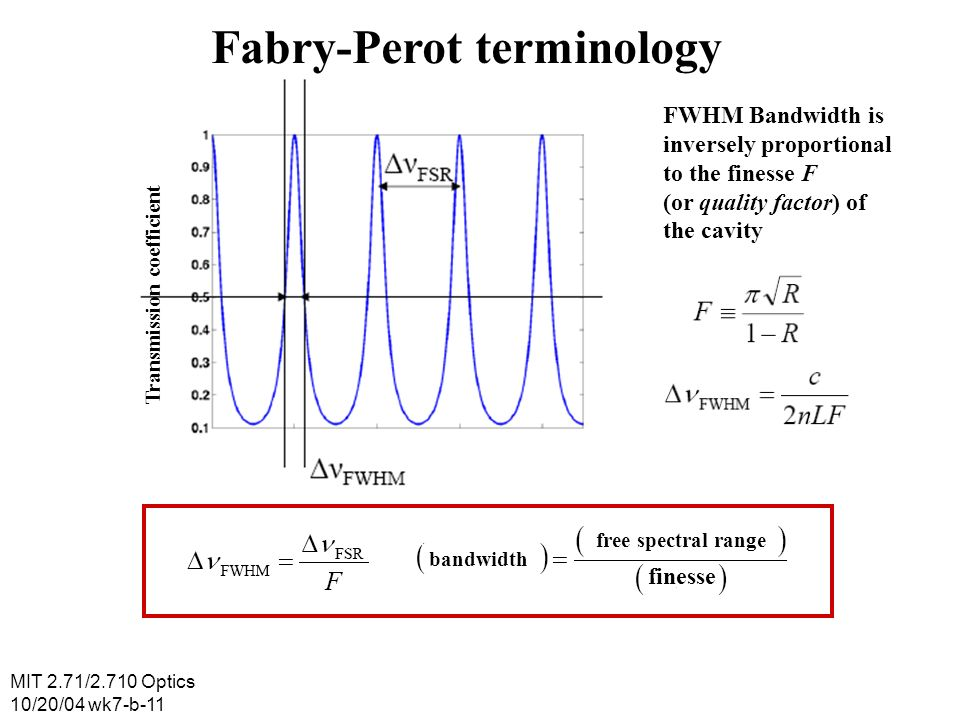 Fabry-Perot terminology
FWHM Bandwidth is
inversely proportional
to the finesse F
(or quality factor) of
the cavity
Transmission coefficient
1
0.9
0.8
0.7
0.6
0.5
0.4
0.3
0.2
0.1
Δν_FSR
Δν_FWHM
F ≡ π√R / (1 – R)
Δν_FWHM = c / 2nLF
Δν_FWHM = Δν_FSR / F
(bandwidth) = (free spectral range) / (finesse)
MIT 2.71/2.710 Optics
10/20/04 wk7-b-11